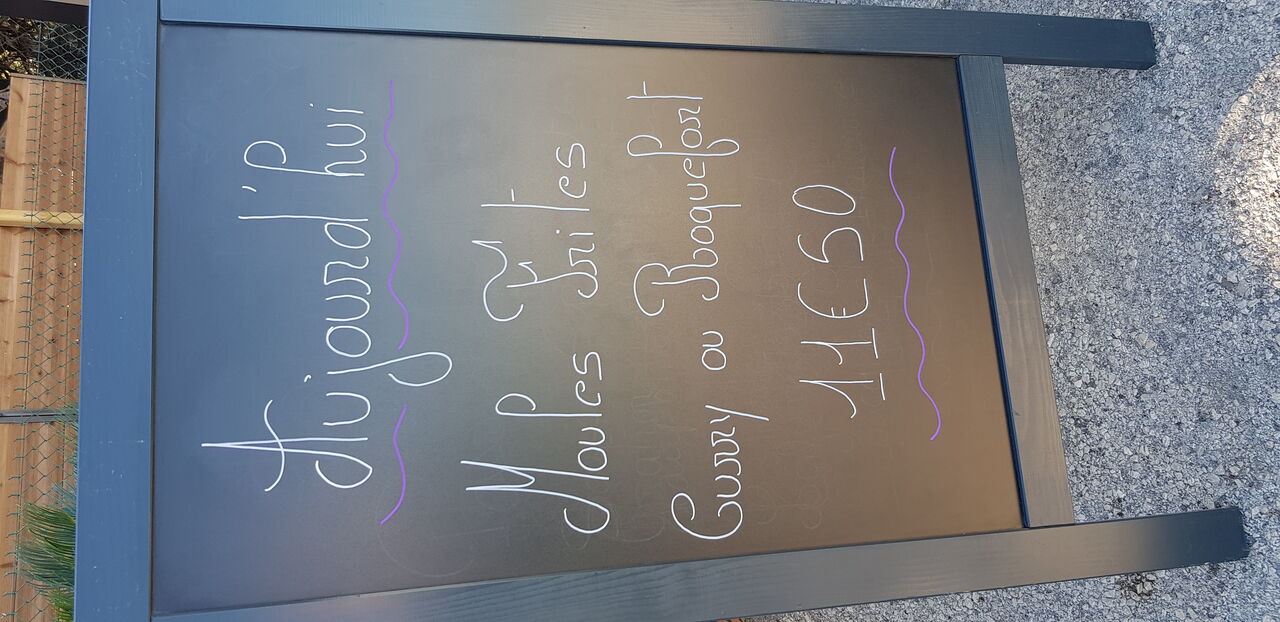 Aujourd'hui
Moules Frites
Curry ou Roquefort
11€50